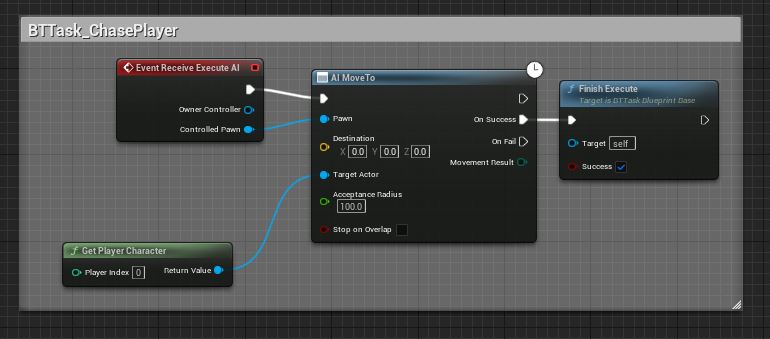 BTTask_ChasePlayer
Event Receive Execute AI
Owner Controller
Controlled Pawn
AI MoveTo
Pawn
On Success
Destination
On Fail
X 0.0 Y 0.0 Z 0.0
Movement Result
Target Actor
Acceptance Radius
100.0
Stop on Overlap
f Finish Execute
Target is BTTask Blueprint Base
Target self
Success
f Get Player Character
Player Index 0
Return Value